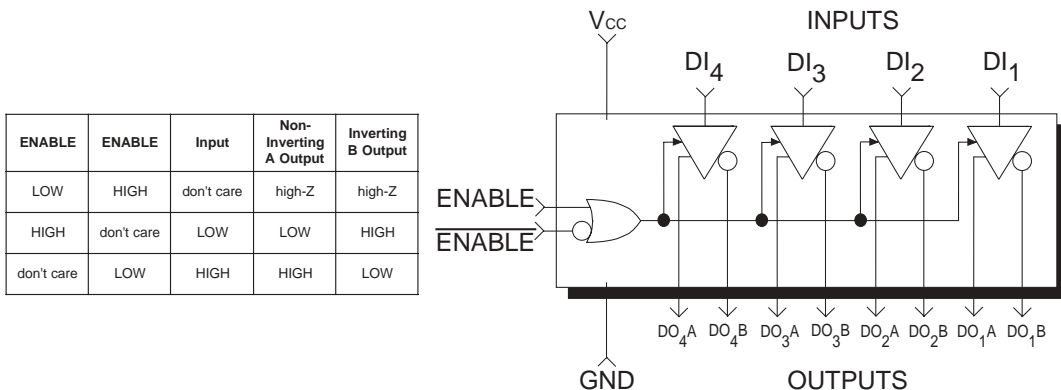 ENABLE ENABLE Input Non-Inverting A Output Inverting B Output
LOW HIGH don't care high-Z high-Z
HIGH don't care LOW LOW HIGH
don't care LOW HIGH HIGH LOW
VCC INPUTS
DI4 DI3 DI2 DI1
ENABLE
ENABLE
DO4A DO4B DO3A DO3B DO2A DO2B DO1A DO1B
GND OUTPUTS